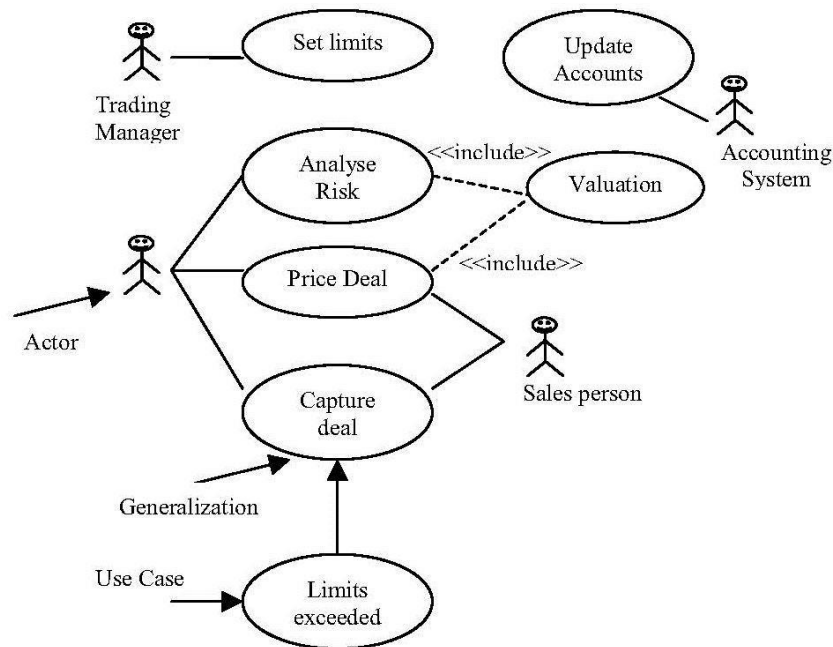 Set limits
Update
Accounts
Trading
Manager
<<include>>
Accounting
System
Analyse
Risk
Valuation
Price Deal
<<include>>
Actor
Sales person
Capture
deal
Generalization
Use Case
Limits
exceeded